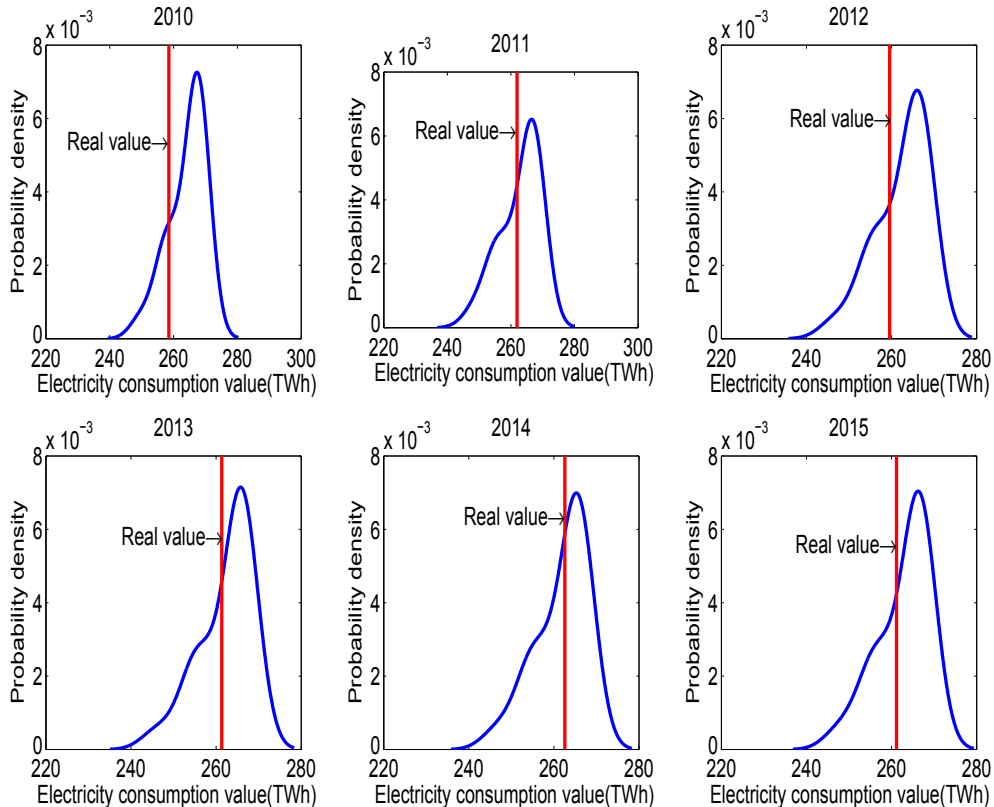 x 10⁻³
2010
8
6
4
2
0
Probability density
Real value→
220 240 260 280 300
Electricity consumption value(TWh)
x 10⁻³
2011
8
6
4
2
0
Probability density
Real value→
220 240 260 280 300
Electricity consumption value(TWh)
x 10⁻³
2012
8
6
4
2
0
Probability density
Real value→
220 240 260 280
Electricity consumption value(TWh)
x 10⁻³
2013
8
6
4
2
0
Probability density
Real value→
220 240 260 280
Electricity consumption value(TWh)
x 10⁻³
2014
8
6
4
2
0
Probability density
Real value→
220 240 260 280
Electricity consumption value(TWh)
x 10⁻³
2015
8
6
4
2
0
Probability density
Real value→
220 240 260 280
Electricity consumption value(TWh)